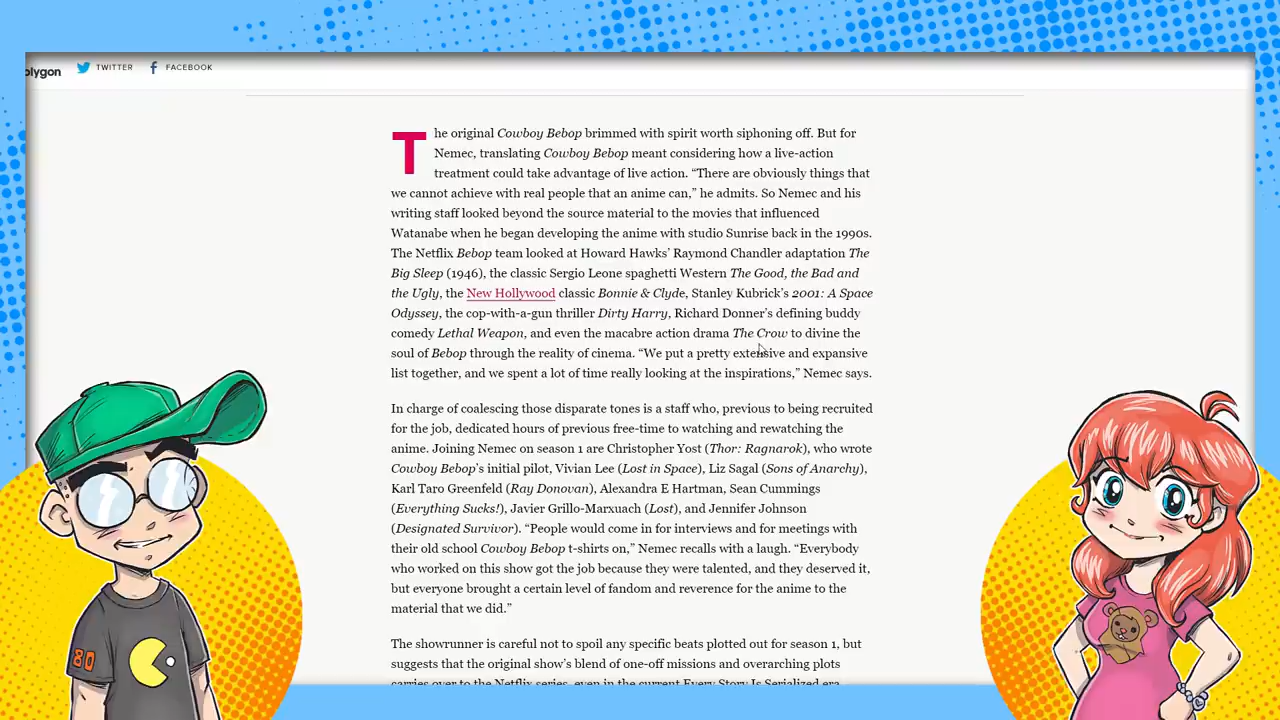 olygon TWITTER FACEBOOK
The original Cowboy Bebop brimmed with spirit worth siphoning off. But for
Nemec, translating Cowboy Bebop meant considering how a live-action
treatment could take advantage of live action. “There are obviously things that
we cannot achieve with real people that an anime can,” he admits. So Nemec and his
writing staff looked beyond the source material to the movies that influenced
Watanabe when he began developing the anime with studio Sunrise back in the 1990s.
The Netflix Bebop team looked at Howard Hawks’ Raymond Chandler adaptation The
Big Sleep (1946), the classic Sergio Leone spaghetti Western The Good, the Bad and
the Ugly, the New Hollywood classic Bonnie & Clyde, Stanley Kubrick’s 2001: A Space
Odyssey, the cop-with-a-gun thriller Dirty Harry, Richard Donner’s defining buddy
comedy Lethal Weapon, and even the macabre action drama The Crow to divine the
soul of Bebop through the reality of cinema. “We put a pretty extensive and expansive
list together, and we spent a lot of time really looking at the inspirations,” Nemec says.
In charge of coalescing those disparate tones is a staff who, previous to being recruited
for the job, dedicated hours of previous free-time to watching and rewatching the
anime. Joining Nemec on season 1 are Christopher Yost (Thor: Ragnarok), who wrote
Cowboy Bebop’s initial pilot, Vivian Lee (Lost in Space), Liz Sagal (Sons of Anarchy),
Karl Taro Greenfeld (Ray Donovan), Alexandra E Hartman, Sean Cummings
(Everything Sucks!), Javier Grillo-Marxuach (Lost), and Jennifer Johnson
(Designated Survivor). “People would come in for interviews and for meetings with
their old school Cowboy Bebop t-shirts on,” Nemec recalls with a laugh. “Everybody
who worked on this show got the job because they were talented, and they deserved it,
but everyone brought a certain level of fandom and reverence for the anime to the
material that we did.”
The showrunner is careful not to spoil any specific beats plotted out for season 1, but
suggests that the original show’s blend of one-off missions and overarching plots
carries over to the Netflix series, even in the current Every Story Is Serialized era.
80